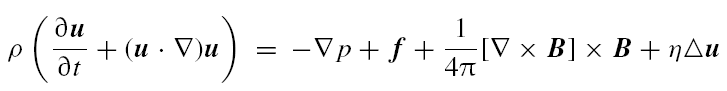 ρ ( ∂u/∂t + (u · ∇)u ) = −∇p + f + 1/4π [∇ × B] × B + η△u